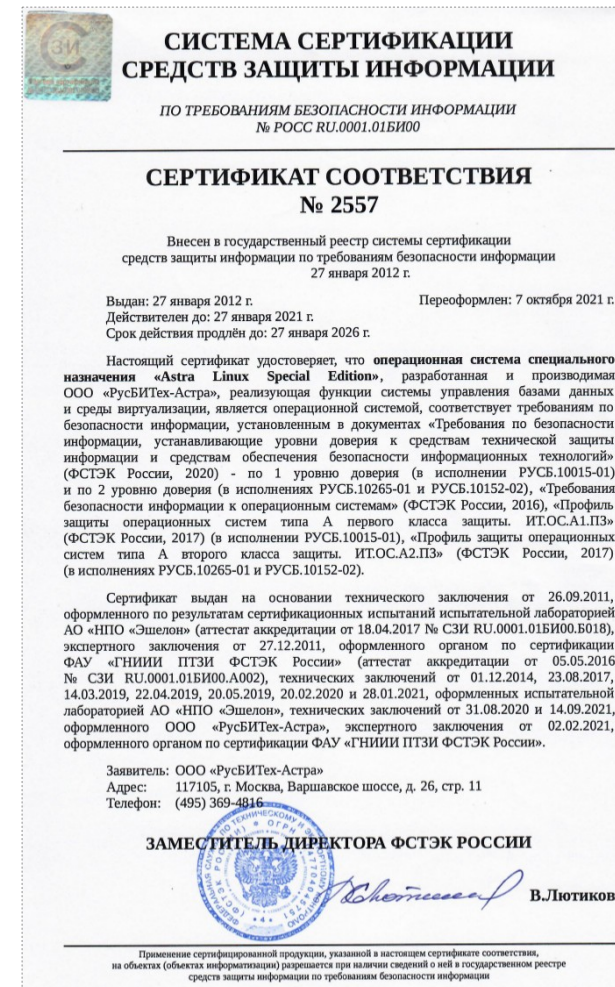 СИСТЕМА СЕРТИФИКАЦИИ
СРЕДСТВ ЗАЩИТЫ ИНФОРМАЦИИ
ПО ТРЕБОВАНИЯМ БЕЗОПАСНОСТИ ИНФОРМАЦИИ
№ РОСС RU.0001.01БИ00
СЕРТИФИКАТ СООТВЕТСТВИЯ
№ 2557
Внесен в государственный реестр системы сертификации
средств защиты информации по требованиям безопасности информации
27 января 2012 г.
Выдан: 27 января 2012 г. Переоформлен: 7 октября 2021 г.
Действителен до: 27 января 2021 г.
Срок действия продлён до: 27 января 2026 г.
Настоящий сертификат удостоверяет, что операционная система специального
назначения «Astra Linux Special Edition», разработанная и производимая
ООО «РусБИТех-Астра», реализующая функции системы управления базами данных
и среды виртуализации, является операционной системой, соответствует требованиям по
безопасности информации, установленным в документах «Требования по безопасности
информации, устанавливающие уровни доверия к средствам технической защиты
информации и средствам обеспечения безопасности информационных технологий»
(ФСТЭК России, 2020) - по 1 уровню доверия (в исполнении РУСБ.10015-01)
и по 2 уровню доверия (в исполнениях РУСБ.10265-01 и РУСБ.10152-02), «Требования
безопасности информации к операционным системам» (ФСТЭК России, 2016), «Профиль
защиты операционных систем типа А первого класса защиты. ИТ.ОС.А1.ПЗ»
(ФСТЭК России, 2017) (в исполнении РУСБ.10015-01), «Профиль защиты операционных
систем типа А второго класса защиты. ИТ.ОС.А2.ПЗ» (ФСТЭК России, 2017)
(в исполнениях РУСБ.10265-01 и РУСБ.10152-02).
Сертификат выдан на основании технического заключения от 26.09.2011,
оформленного по результатам сертификационных испытаний испытательной лабораторией
АО «НПО «Эшелон» (аттестат аккредитации от 18.04.2017 № СЗИ RU.0001.01БИ00.Б018),
экспертного заключения от 27.12.2011, оформленного органом по сертификации
ФАУ «ГНИИИ ПТЗИ ФСТЭК России» (аттестат аккредитации от 05.05.2016
№ СЗИ RU.0001.01БИ00.А002), технических заключений от 01.12.2014, 23.08.2017,
14.03.2019, 22.04.2019, 20.05.2019, 20.02.2020 и 28.01.2021, оформленных испытательной
лабораторией АО «НПО «Эшелон», технических заключений от 31.08.2020 и 14.09.2021,
оформленного ООО «РусБИТех-Астра», экспертного заключения от 02.02.2021,
оформленного органом по сертификации ФАУ «ГНИИИ ПТЗИ ФСТЭК России».
Заявитель: ООО «РусБИТех-Астра»
Адрес: 117105, г. Москва, Варшавское шоссе, д. 26, стр. 11
Телефон: (495) 369-4816
ЗАМЕСТИТЕЛЬ ДИРЕКТОРА ФСТЭК РОССИИ
В.Лютиков
Применение сертифицированной продукции, указанной в настоящем сертификате соответствия,
на объектах (объектах информатизации) разрешается при наличии сведений о ней в государственном реестре
средств защиты информации по требованиям безопасности информации